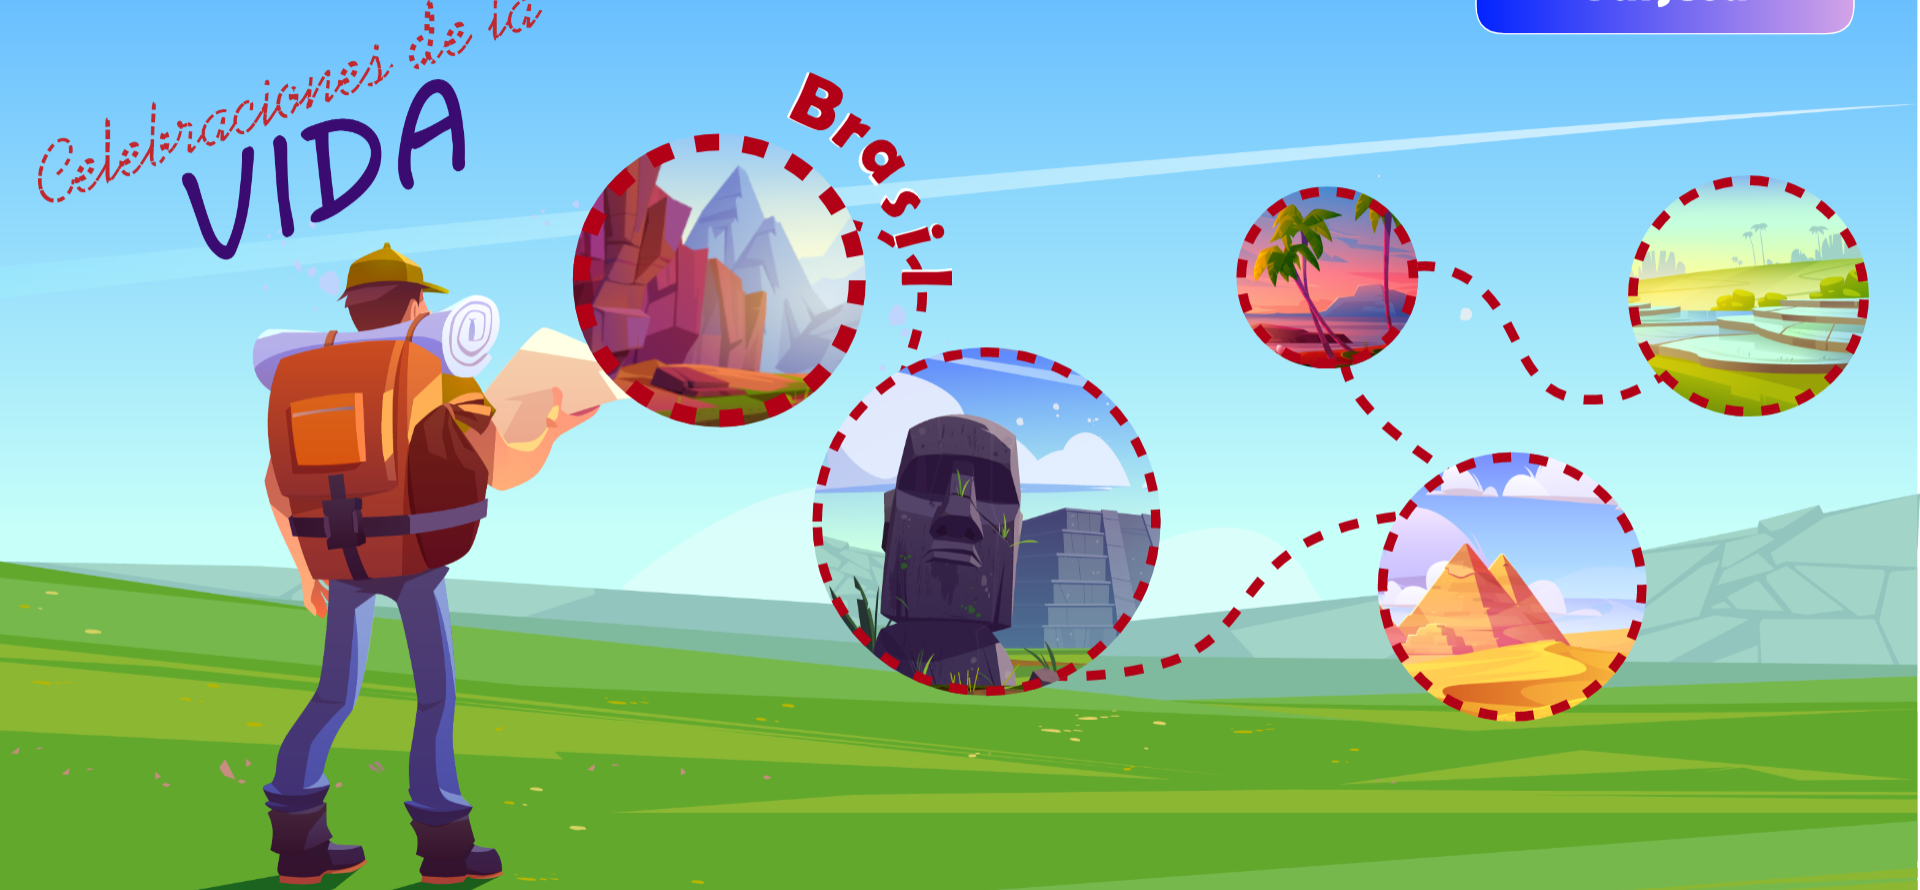 Celebraciones de la
VIDA
Brasil